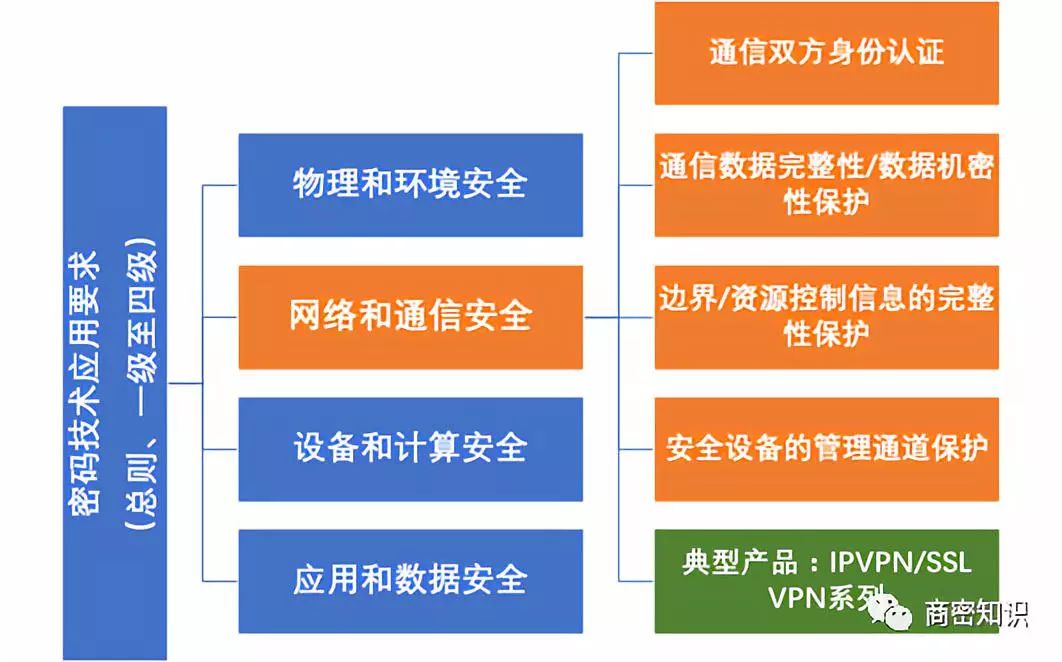 密码技术应用要求
（总则、一级至四级）
物理和环境安全
网络和通信安全
设备和计算安全
应用和数据安全
通信双方身份认证
通信数据完整性/数据机密
性保护
边界/资源控制信息的完整
性保护
安全设备的管理通道保护
典型产品：IPVPN/SSL
VPN系列
商密知识